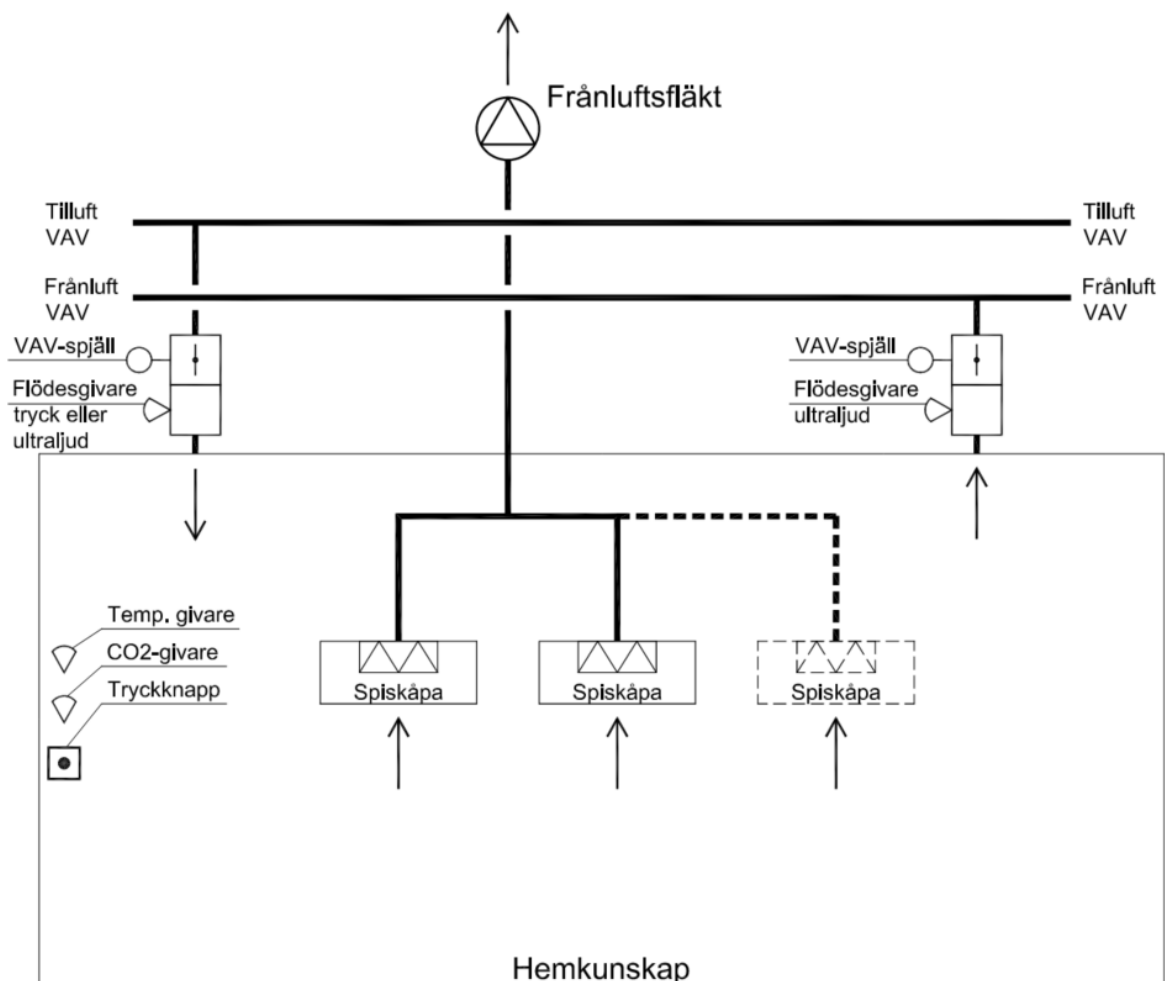 Frånluftsfläkt
Tilluft
VAV
Tilluft
VAV
Frånluft
VAV
Frånluft
VAV
VAV-spjäll
VAV-spjäll
Flödesgivare
tryck eller
ultraljud
Flödesgivare
ultraljud
Temp. givare
CO2-givare
Tryckknapp
Spiskåpa
Spiskåpa
Spiskåpa
Hemkunskap